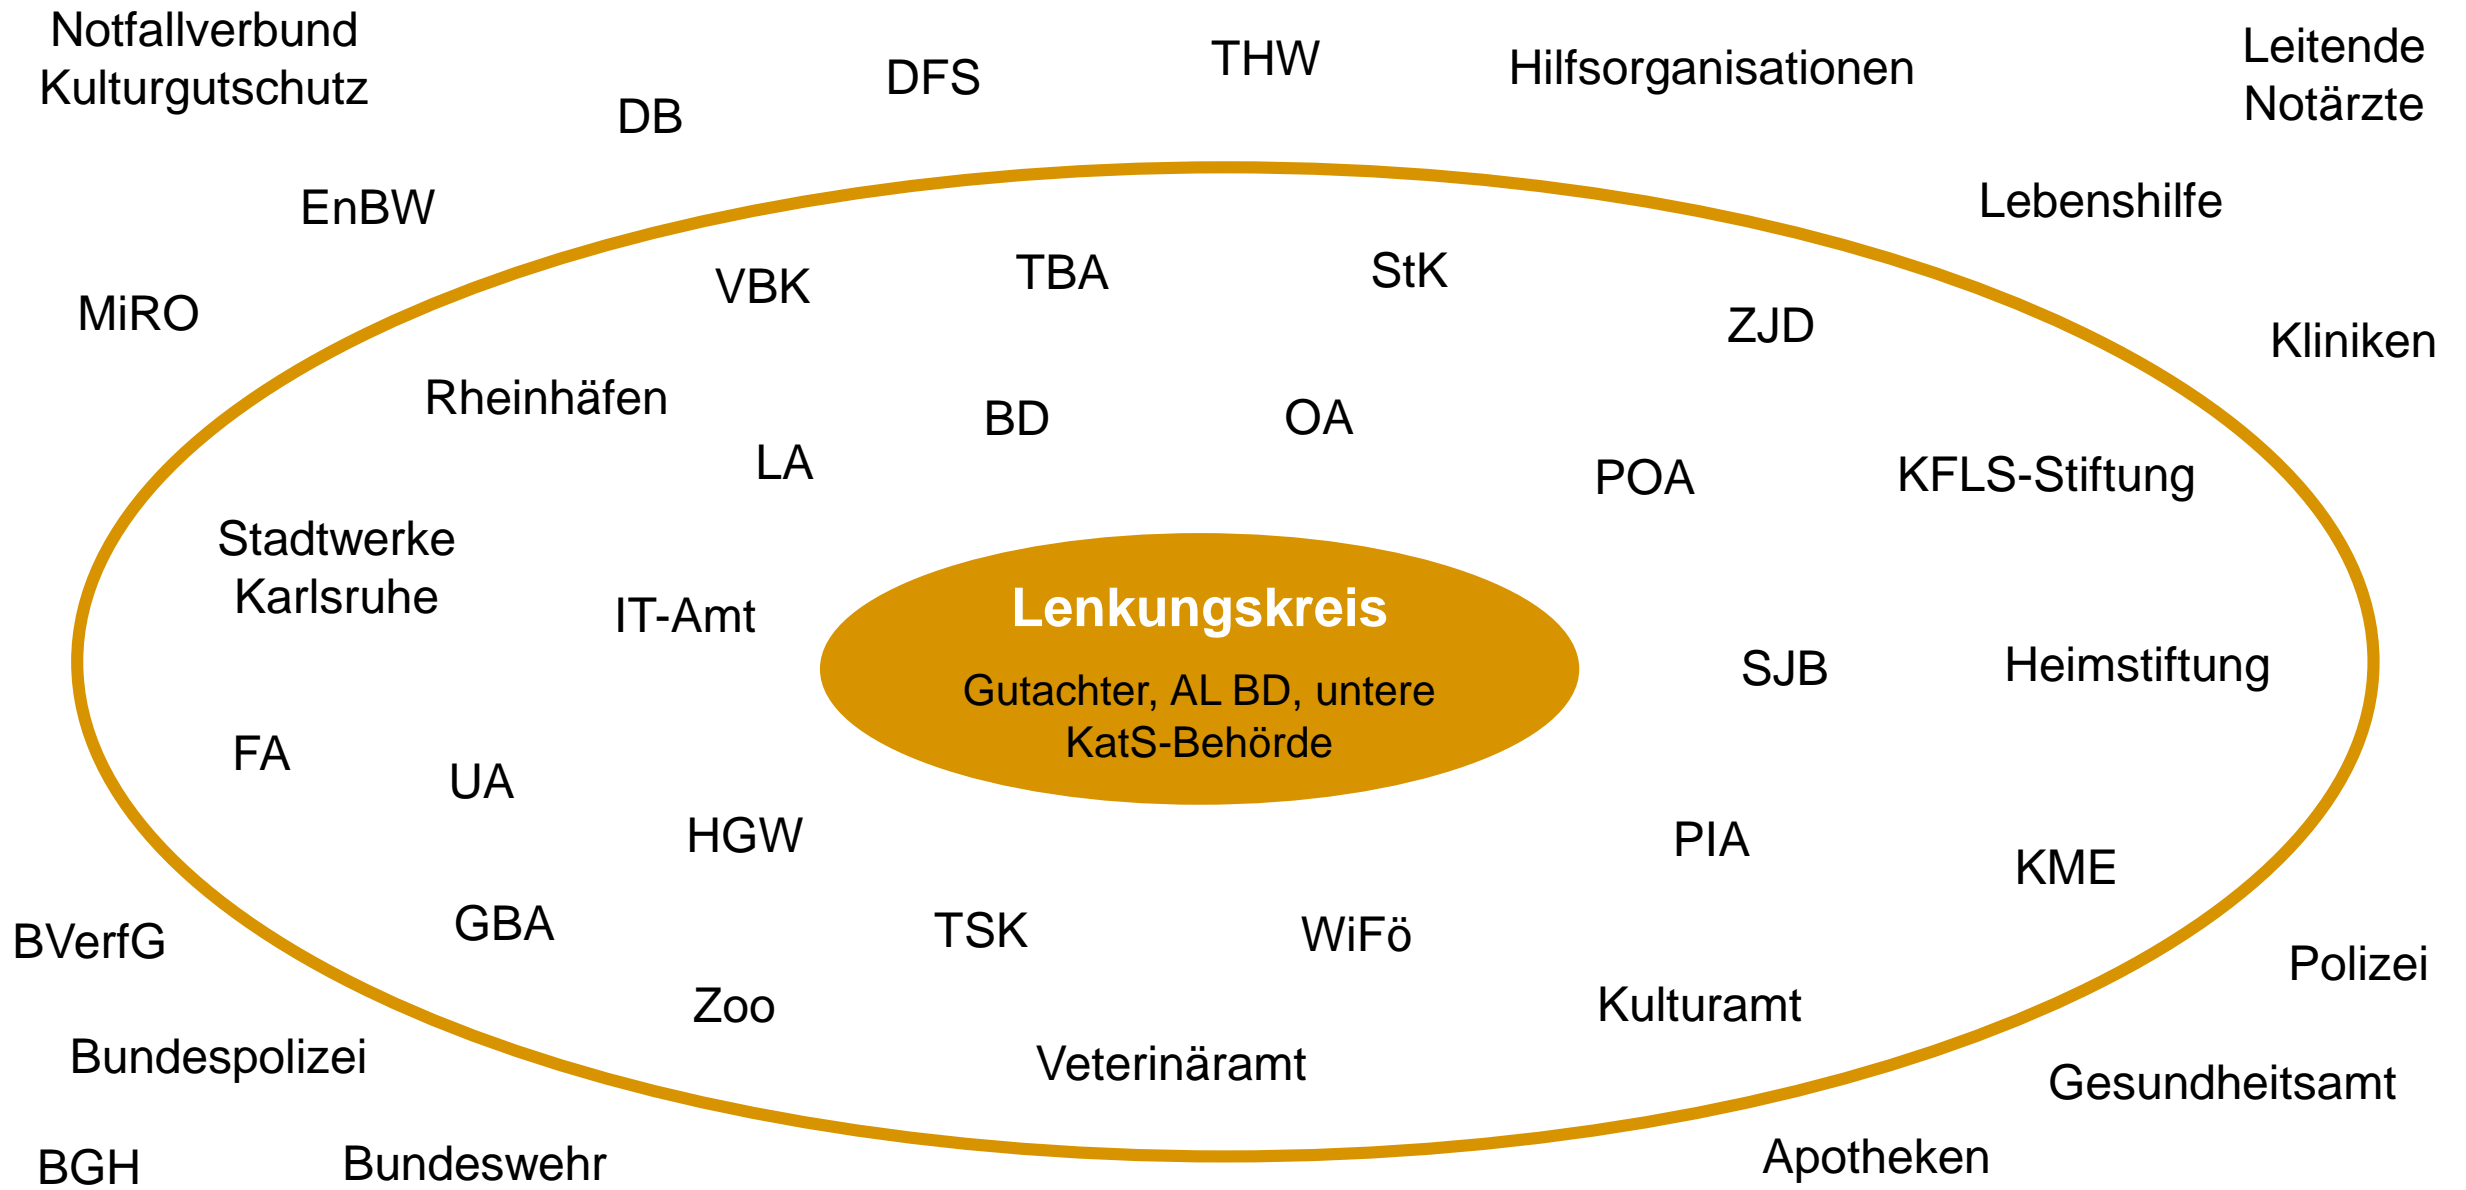 Notfallverbund
Kulturgutschutz
DB
DFS
THW
Hilfsorganisationen
Leitende
Notärzte
EnBW
Lebenshilfe
MiRO
VBK
TBA
StK
ZJD
Kliniken
Rheinhäfen
LA
BD
OA
POA
KFLS-Stiftung
Stadtwerke
Karlsruhe
IT-Amt
Lenkungskreis
Gutachter, AL BD, untere
KatS-Behörde
SJB
Heimstiftung
FA
UA
HGW
PIA
KME
BVerfG
GBA
TSK
WiFö
Polizei
Zoo
Kulturamt
Bundespolizei
Veterinäramt
Gesundheitsamt
BGH
Bundeswehr
Apotheken